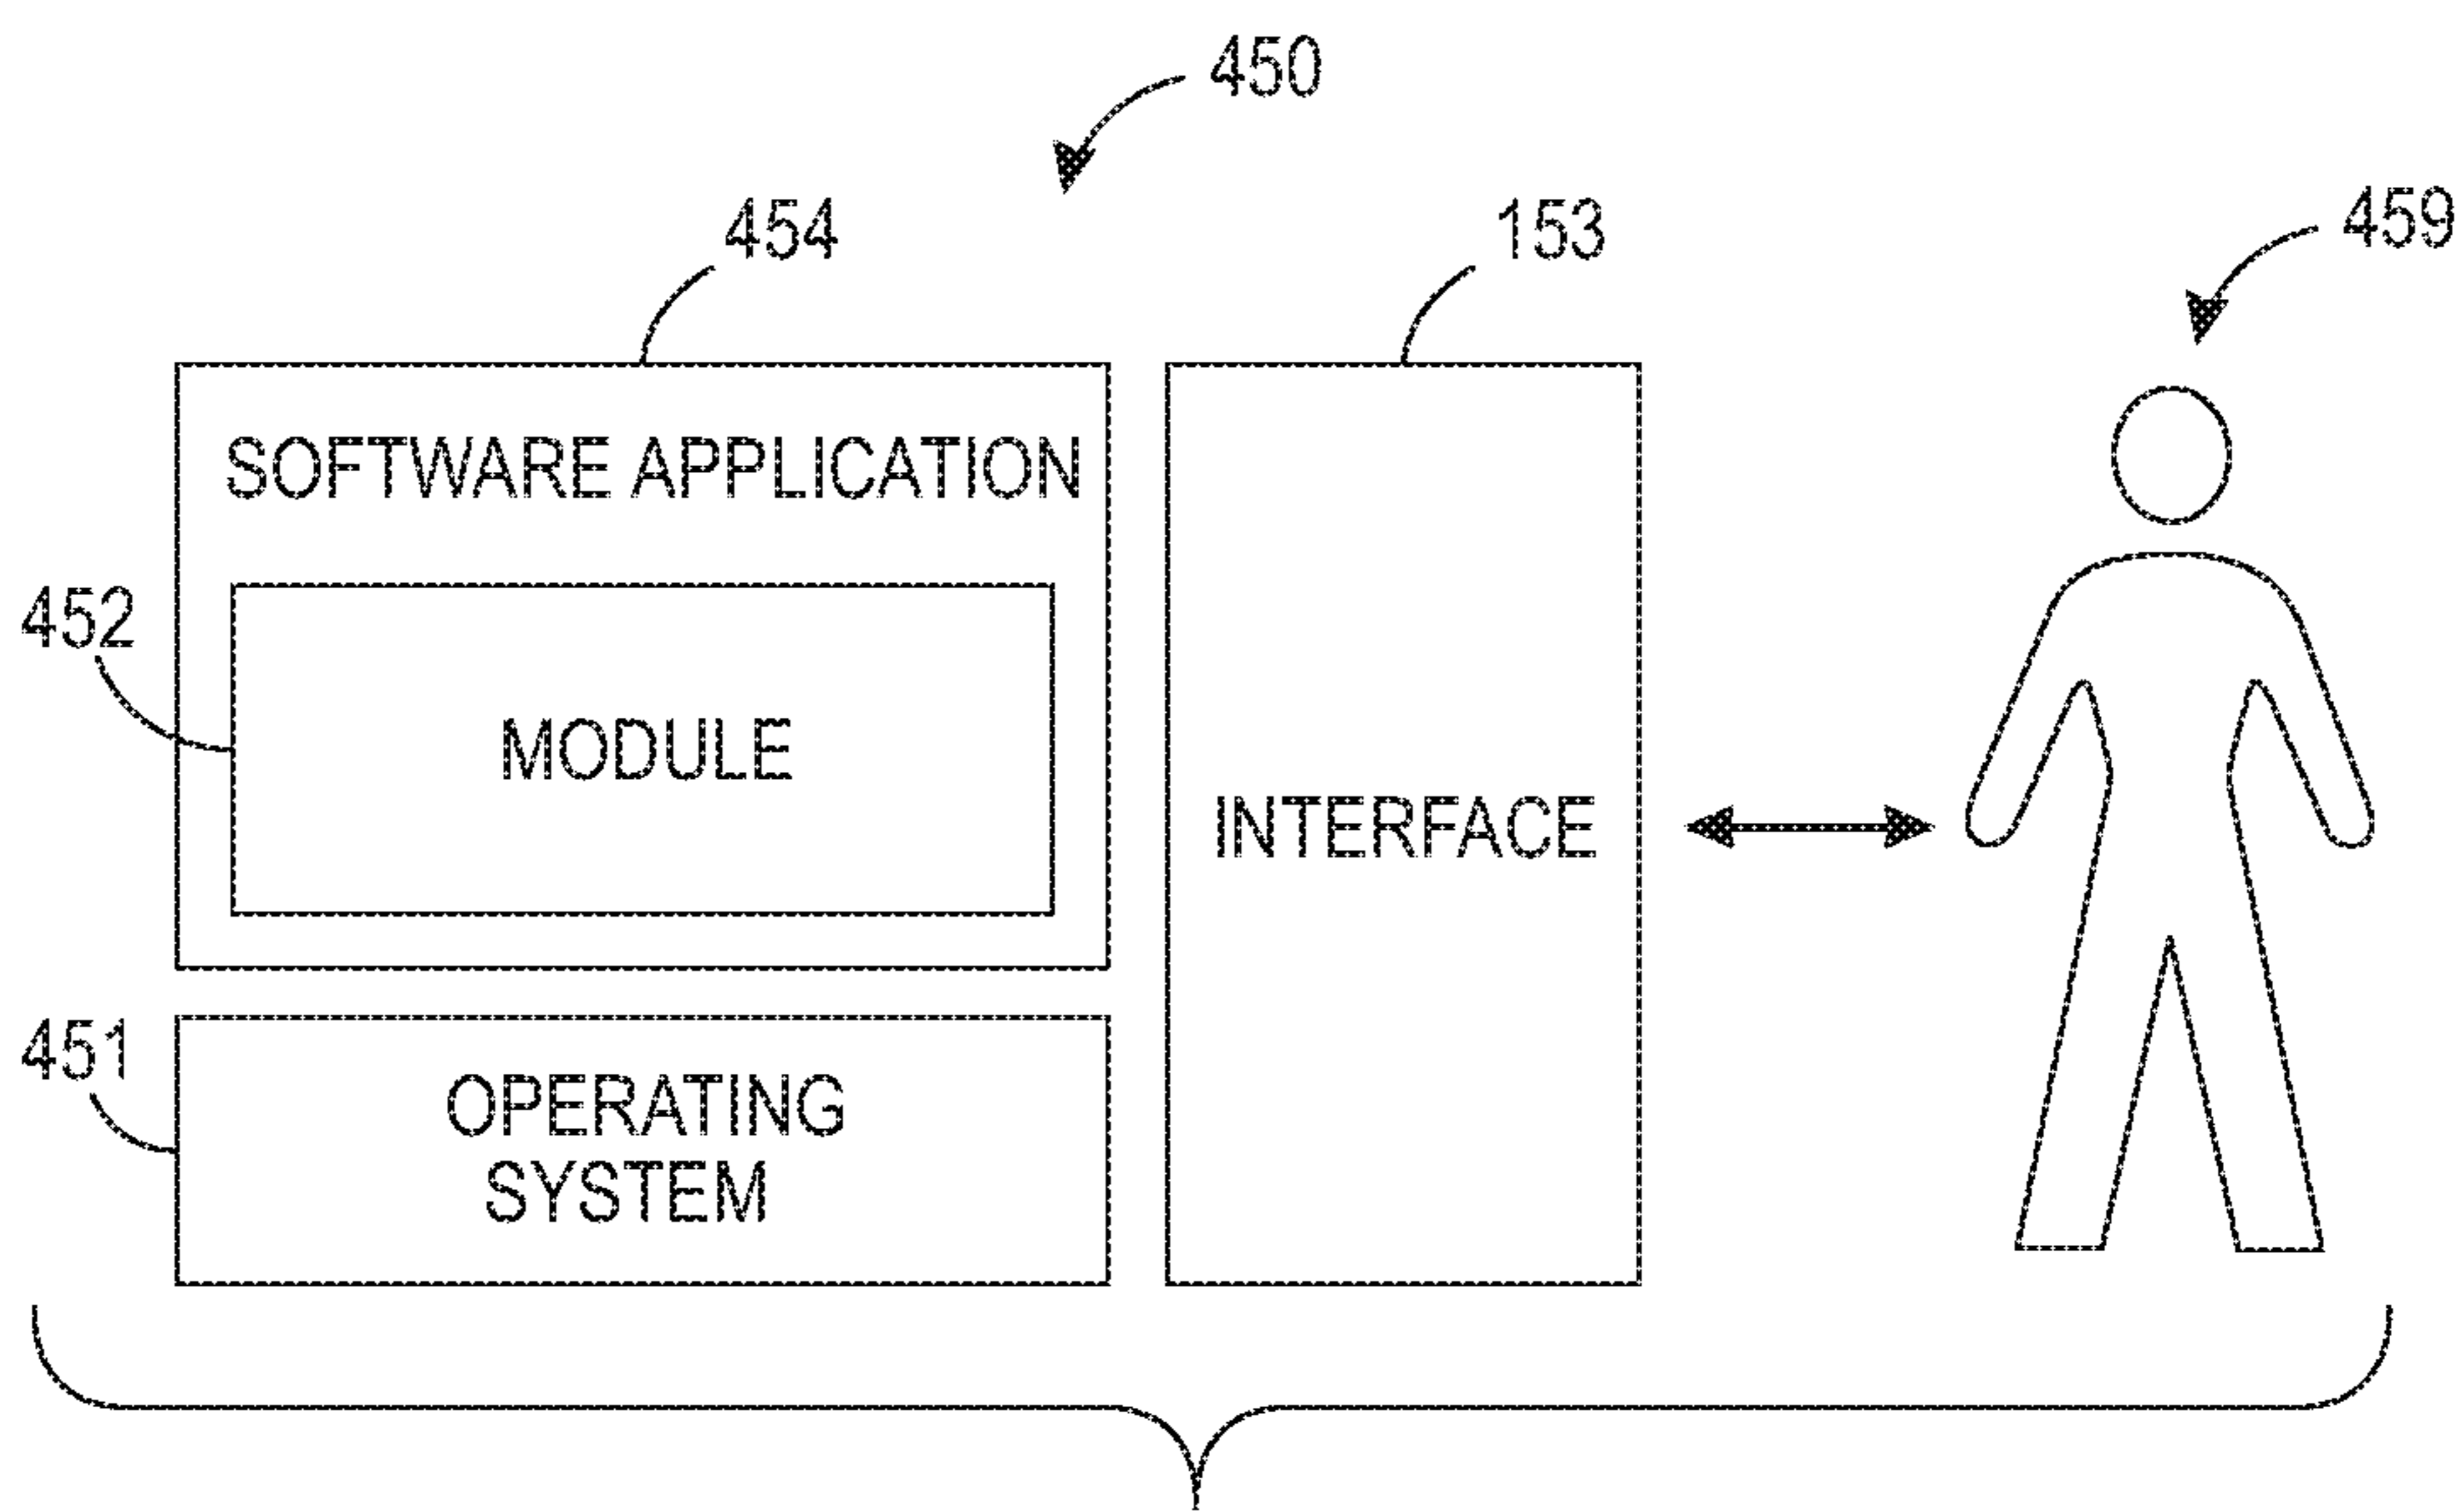 450
454
153
459
SOFTWARE APPLICATION
452
MODULE
INTERFACE
451
OPERATING
SYSTEM